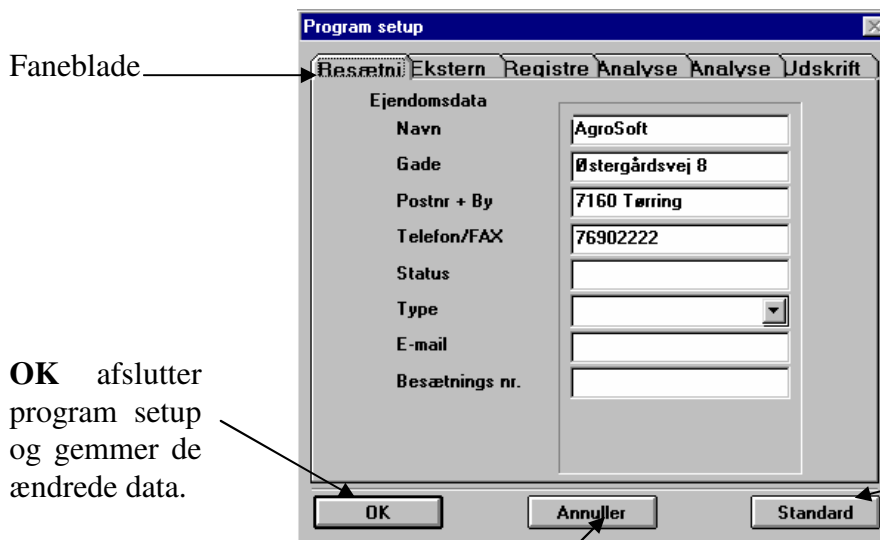 Program setup
Faneblade
Besætni Ekstern Registre Analyse Analyse Udskrift
Ejendomsdata
Navn AgroSoft
Gade Østergårdsvej 8
Postnr + By 7160 Tørring
Telefon/FAX 76902222
Status
Type
E-mail
Besætnings nr.
OK afslutter
program setup
og gemmer de
ændrede data.
OK Annuller Standard